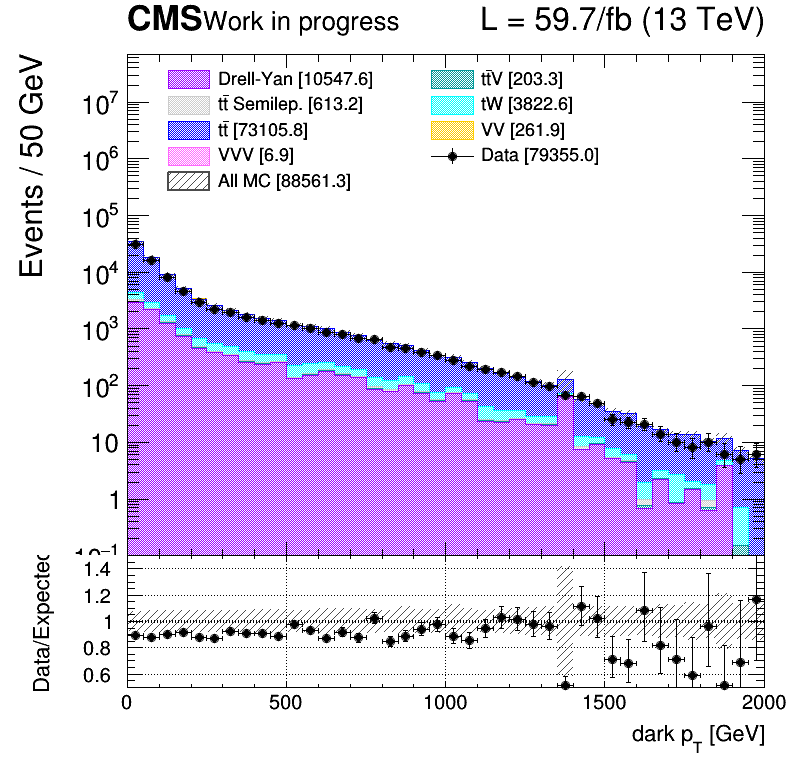 CMS Work in progress L = 59.7/fb (13 TeV)
Events / 50 GeV
Drell-Yan [10547.6] tt̄V [203.3]
tt̄ Semilep. [613.2] tW [3822.6]
tt̄ [73105.8] VV [261.9]
VVV [6.9] Data [79355.0]
All MC [88561.3]
10⁷
10⁶
10⁵
10⁴
10³
10²
10
1
10⁻¹
Data/Expected
1.4
1.2
1
0.8
0.6
0 500 1000 1500 2000
dark p_T [GeV]